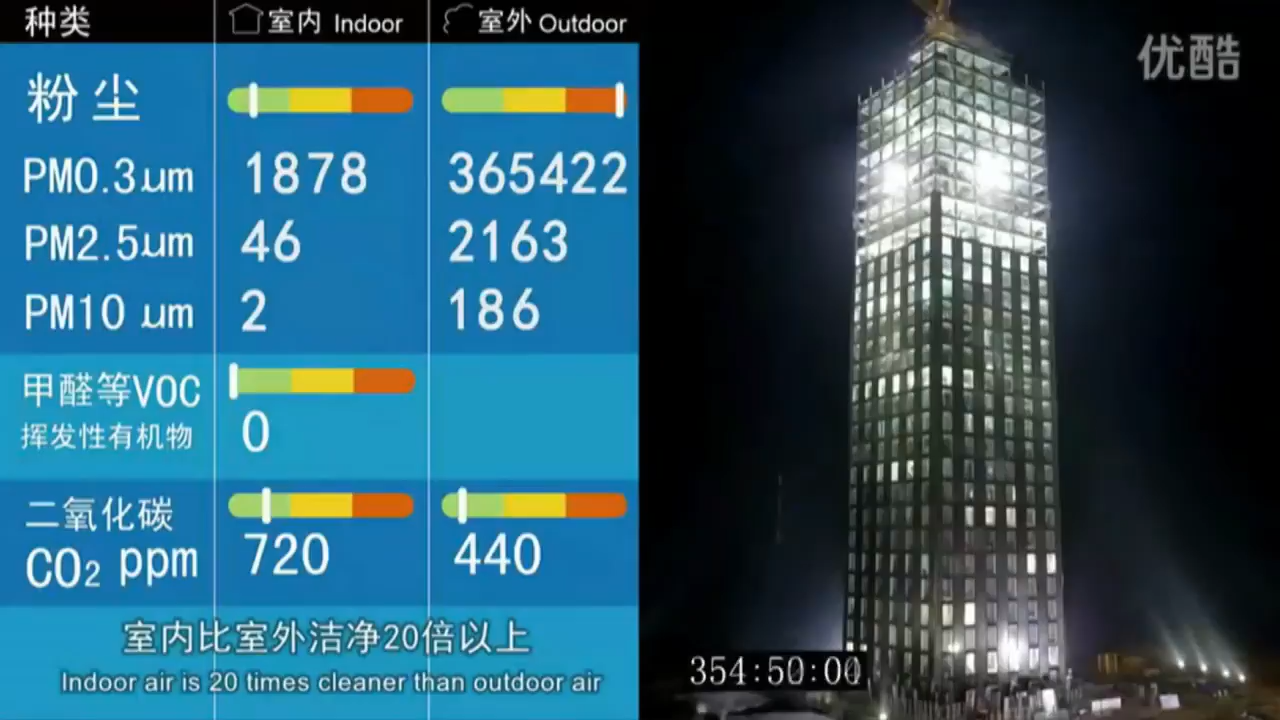 种类 室内 Indoor 室外 Outdoor
粉尘
PM0.3um 1878 365422
PM2.5um 46 2163
PM10 um 2 186
甲醛等VOC
挥发性有机物
0
二氧化碳
CO₂ ppm 720 440
室内比室外洁净20倍以上
Indoor air is 20 times cleaner than outdoor air
优酷
354:50:00